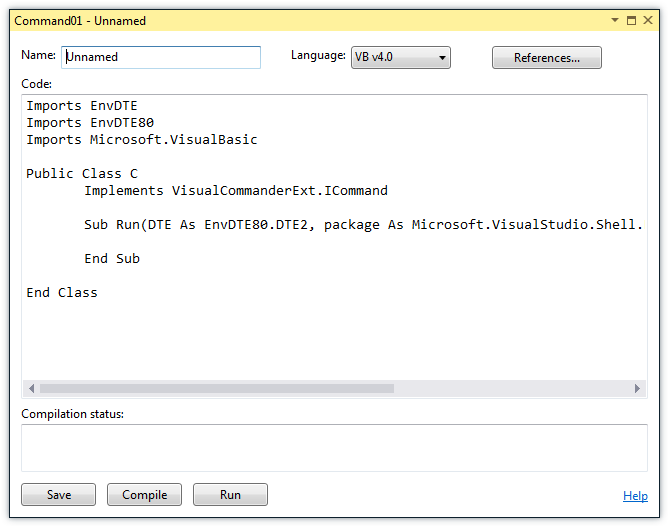 Command01 - Unnamed
Name: Unnamed Language: VB v4.0 References...
Code:
Imports EnvDTE
Imports EnvDTE80
Imports Microsoft.VisualBasic
Public Class C
Implements VisualCommanderExt.ICommand
Sub Run(DTE As EnvDTE80.DTE2, package As Microsoft.VisualStudio.Shell.
End Sub
End Class
Compilation status:
Save Compile Run Help